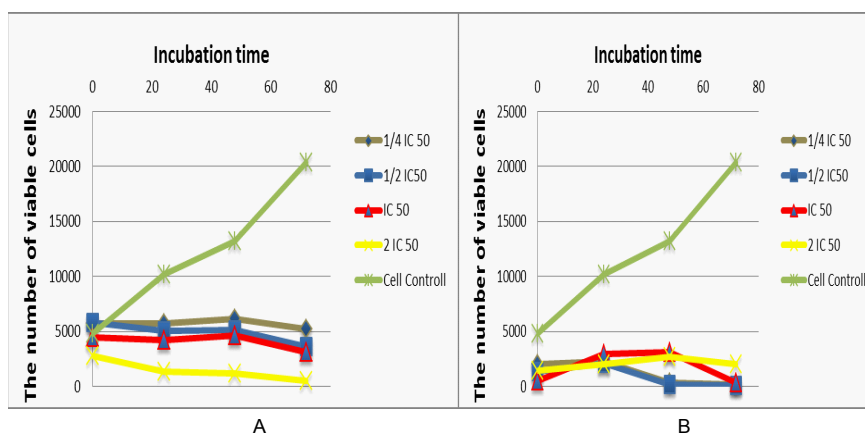 Incubation time
0 20 40 60 80
The number of viable cells
25000
20000
15000
10000
5000
0
1/4 IC 50
1/2 IC50
IC 50
2 IC 50
Cell Controll
A
Incubation time
0 20 40 60 80
The number of viable cells
25000
20000
15000
10000
5000
0
1/4 IC 50
1/2 IC50
IC 50
2 IC 50
Cell Controll
B